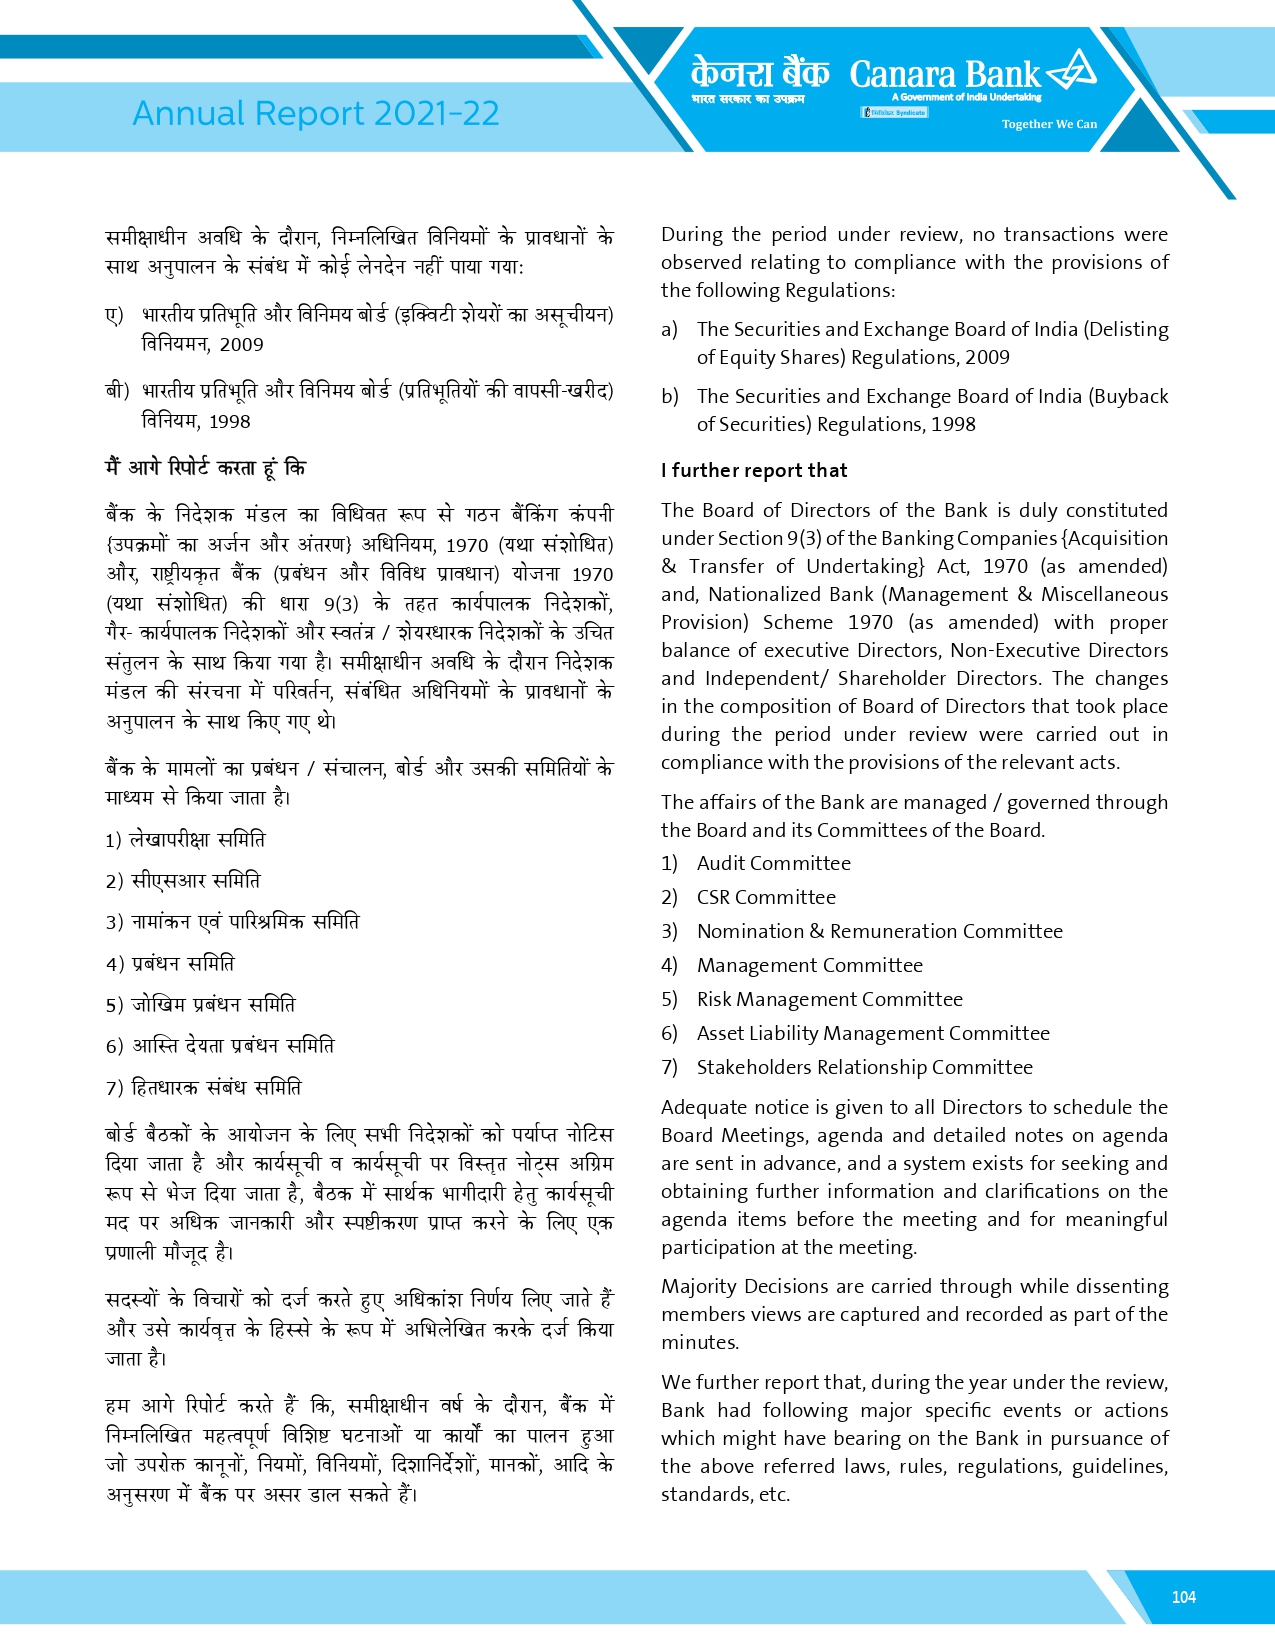 Annual Report 2021-22
केनरा बैंक Canara Bank
भारत सरकार का उपक्रम A Government of India Undertaking
Syndicate
Together We Can
समीक्षाधीन अवधि के दौरान, निम्नलिखित विनियमों के प्रावधानों के
साथ अनुपालन के संबंध में कोई लेनदेन नहीं पाया गया:
ए) भारतीय प्रतिभूति और विनिमय बोर्ड (इक्विटी शेयरों का असूचीयन)
विनियमन, 2009
बी) भारतीय प्रतिभूति और विनिमय बोर्ड (प्रतिभूतियों की वापसी-खरीद)
विनियम, 1998
मैं आगे रिपोर्ट करता हूं कि
बैंक के निदेशक मंडल का विधिवत रूप से गठन बैंकिंग कंपनी
{उपक्रमों का अर्जन और अंतरण} अधिनियम, 1970 (यथा संशोधित)
और, राष्ट्रीयकृत बैंक (प्रबंधन और विविध प्रावधान) योजना 1970
(यथा संशोधित) की धारा 9(3) के तहत कार्यपालक निदेशकों,
गैर- कार्यपालक निदेशकों और स्वतंत्र / शेयरधारक निदेशकों के उचित
संतुलन के साथ किया गया है। समीक्षाधीन अवधि के दौरान निदेशक
मंडल की संरचना में परिवर्तन, संबंधित अधिनियमों के प्रावधानों के
अनुपालन के साथ किए गए थे।
बैंक के मामलों का प्रबंधन / संचालन, बोर्ड और उसकी समितियों के
माध्यम से किया जाता है।
1) लेखापरीक्षा समिति
2) सीएसआर समिति
3) नामांकन एवं पारिश्रमिक समिति
4) प्रबंधन समिति
5) जोखिम प्रबंधन समिति
6) आस्ति देयता प्रबंधन समिति
7) हितधारक संबंध समिति
बोर्ड बैठकों के आयोजन के लिए सभी निदेशकों को पर्याप्त नोटिस
दिया जाता है और कार्यसूची व कार्यसूची पर विस्तृत नोट्स अग्रिम
रूप से भेज दिया जाता है, बैठक में सार्थक भागीदारी हेतु कार्यसूची
मद पर अधिक जानकारी और स्पष्टीकरण प्राप्त करने के लिए एक
प्रणाली मौजूद है।
सदस्यों के विचारों को दर्ज करते हुए अधिकांश निर्णय लिए जाते हैं
और उसे कार्यवृत्त के हिस्से के रूप में अभिलेखित करके दर्ज किया
जाता है।
हम आगे रिपोर्ट करते हैं कि, समीक्षाधीन वर्ष के दौरान, बैंक में
निम्नलिखित महत्वपूर्ण विशिष्ट घटनाओं या कार्यों का पालन हुआ
जो उपरोक्त कानूनों, नियमों, विनियमों, दिशानिर्देशों, मानकों, आदि के
अनुसरण में बैंक पर असर डाल सकते हैं।
During the period under review, no transactions were
observed relating to compliance with the provisions of
the following Regulations:
a) The Securities and Exchange Board of India (Delisting
of Equity Shares) Regulations, 2009
b) The Securities and Exchange Board of India (Buyback
of Securities) Regulations, 1998
I further report that
The Board of Directors of the Bank is duly constituted
under Section 9(3) of the Banking Companies {Acquisition
& Transfer of Undertaking} Act, 1970 (as amended)
and, Nationalized Bank (Management & Miscellaneous
Provision) Scheme 1970 (as amended) with proper
balance of executive Directors, Non-Executive Directors
and Independent/ Shareholder Directors. The changes
in the composition of Board of Directors that took place
during the period under review were carried out in
compliance with the provisions of the relevant acts.
The affairs of the Bank are managed / governed through
the Board and its Committees of the Board.
1) Audit Committee
2) CSR Committee
3) Nomination & Remuneration Committee
4) Management Committee
5) Risk Management Committee
6) Asset Liability Management Committee
7) Stakeholders Relationship Committee
Adequate notice is given to all Directors to schedule the
Board Meetings, agenda and detailed notes on agenda
are sent in advance, and a system exists for seeking and
obtaining further information and clarifications on the
agenda items before the meeting and for meaningful
participation at the meeting.
Majority Decisions are carried through while dissenting
members views are captured and recorded as part of the
minutes.
We further report that, during the year under the review,
Bank had following major specific events or actions
which might have bearing on the Bank in pursuance of
the above referred laws, rules, regulations, guidelines,
standards, etc.
104